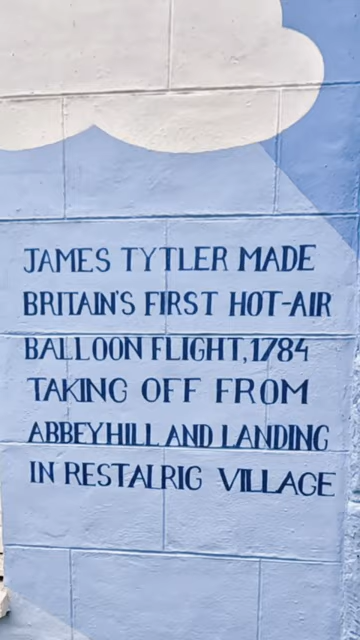 JAMES TYTLER MADE
BRITAIN'S FIRST HOT-AIR
BALLOON FLIGHT, 1784
TAKING OFF FROM
ABBEYHILL AND LANDING
IN RESTALRIG VILLAGE